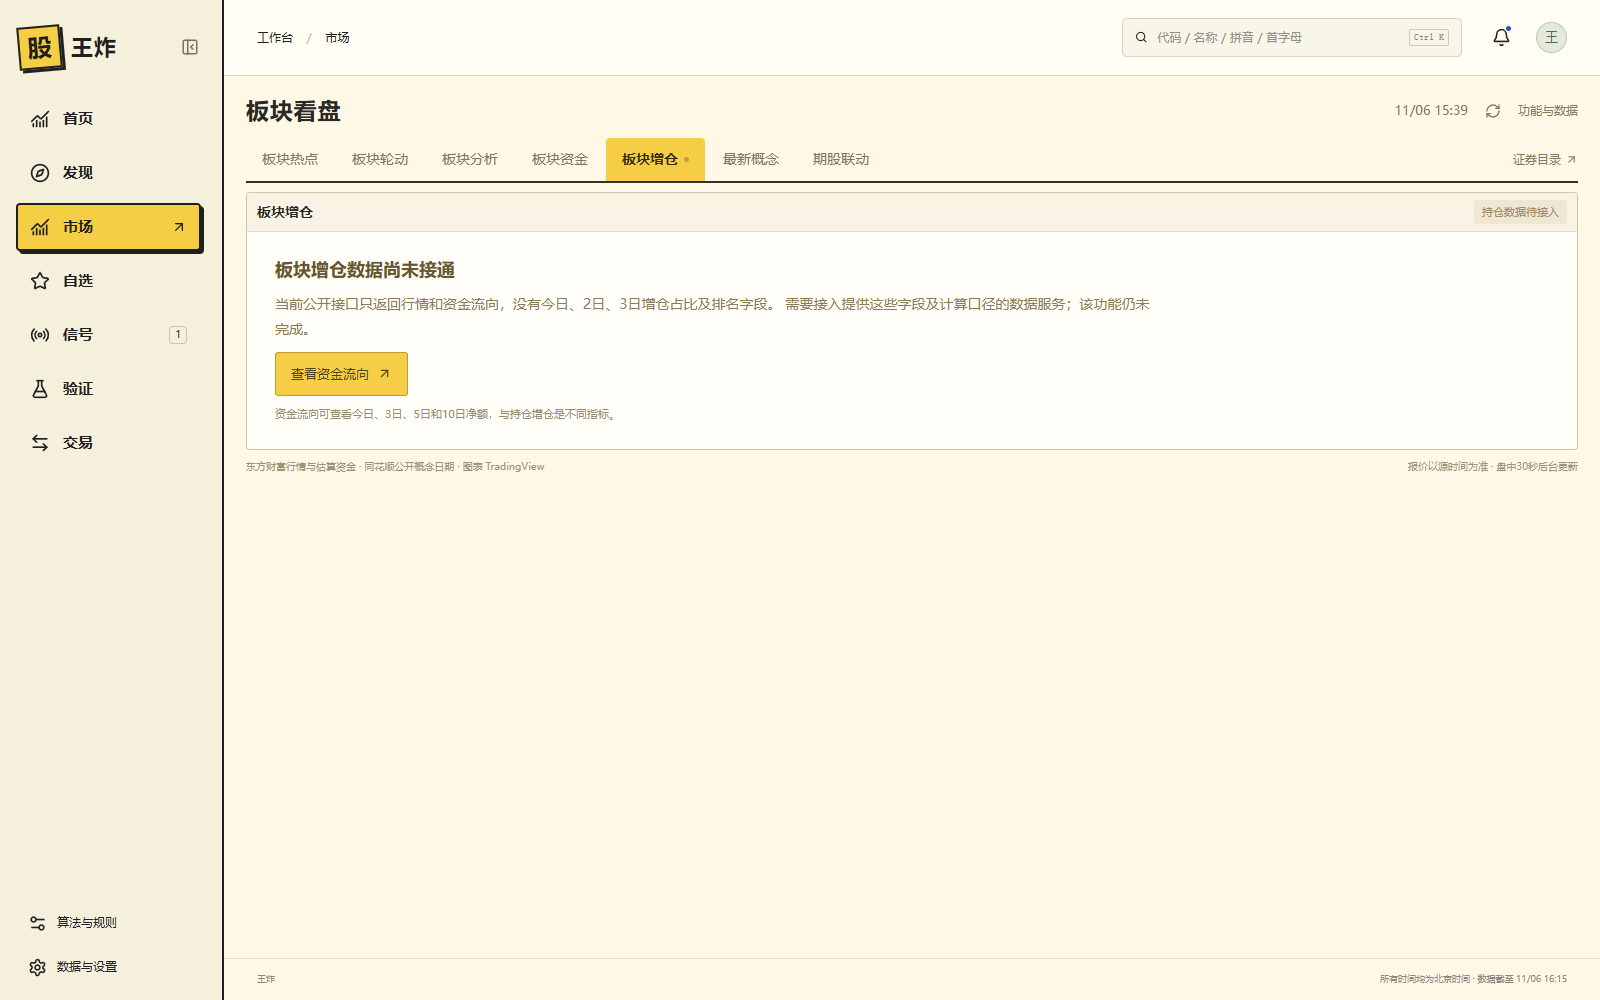 股 王炸
首页
发现
市场
自选
信号 1
验证
交易
算法与规则
数据与设置
工作台 / 市场
代码 / 名称 / 拼音 / 首字母 Ctrl K
王
板块看盘
11/06 15:39 功能与数据
板块热点 板块轮动 板块分析 板块资金 板块增仓 最新概念 期股联动 证券目录
板块增仓 持仓数据待接入
板块增仓数据尚未接通
当前公开接口只返回行情和资金流向，没有今日、2日、3日增仓占比及排名字段。 需要接入提供这些字段及计算口径的数据服务；该功能仍未
完成。
查看资金流向
资金流向可查看今日、3日、5日和10日净额，与持仓增仓是不同指标。
东方财富行情与估算资金 · 同花顺公开概念日期 · 图表 TradingView 报价以源时间为准 · 盘中30秒后台更新
王炸 所有时间均为北京时间 · 数据截至 11/06 16:15